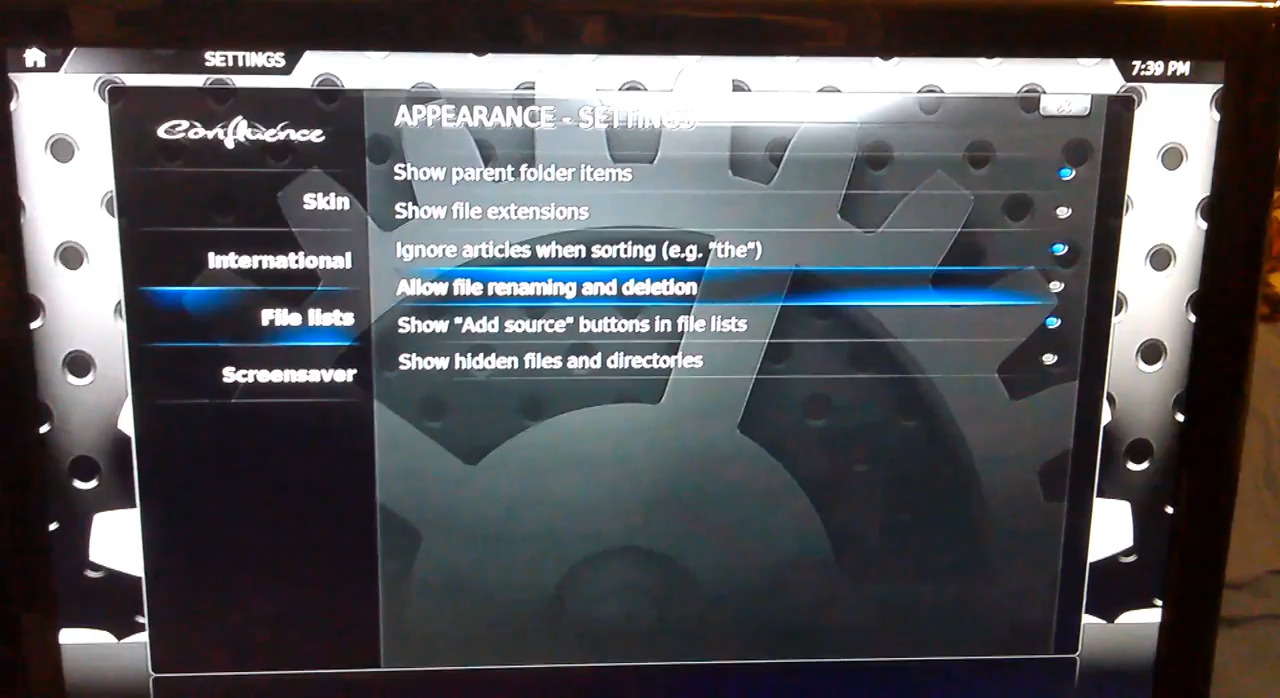 SETTINGS
7:39 PM
Confluence
APPEARANCE - SETTINGS
Skin
International
File lists
Screensaver
Show parent folder items
Show file extensions
Ignore articles when sorting (e.g. "the")
Allow file renaming and deletion
Show "Add source" buttons in file lists
Show hidden files and directories